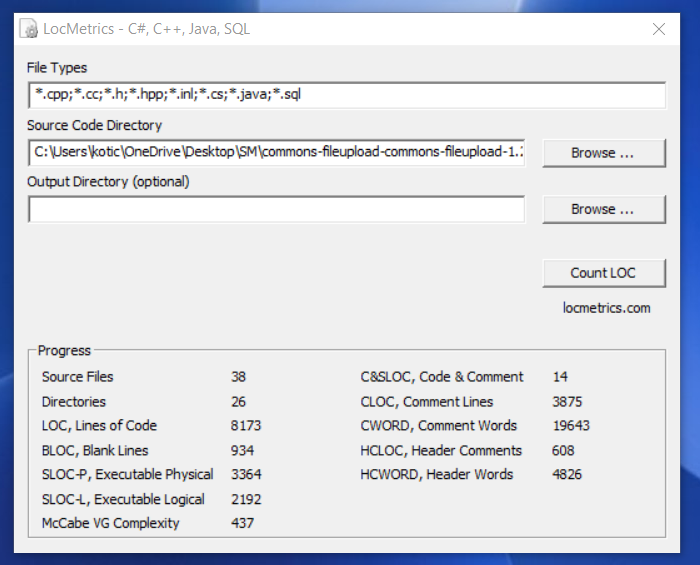 LocMetrics - C#, C++, Java, SQL
File Types
*.cpp;*.cc;*.h;*.hpp;*.inl;*.cs;*.java;*.sql
Source Code Directory
C:\Users\kotic\OneDrive\Desktop\SM\commons-fileupload-commons-fileupload-1.2 Browse ...
Output Directory (optional)
Browse ...
Count LOC
locmetrics.com
Progress
Source Files 38 C&SLOC, Code & Comment 14
Directories 26 CLOC, Comment Lines 3875
LOC, Lines of Code 8173 CWORD, Comment Words 19643
BLOC, Blank Lines 934 HCLOC, Header Comments 608
SLOC-P, Executable Physical 3364 HCWORD, Header Words 4826
SLOC-L, Executable Logical 2192
McCabe VG Complexity 437